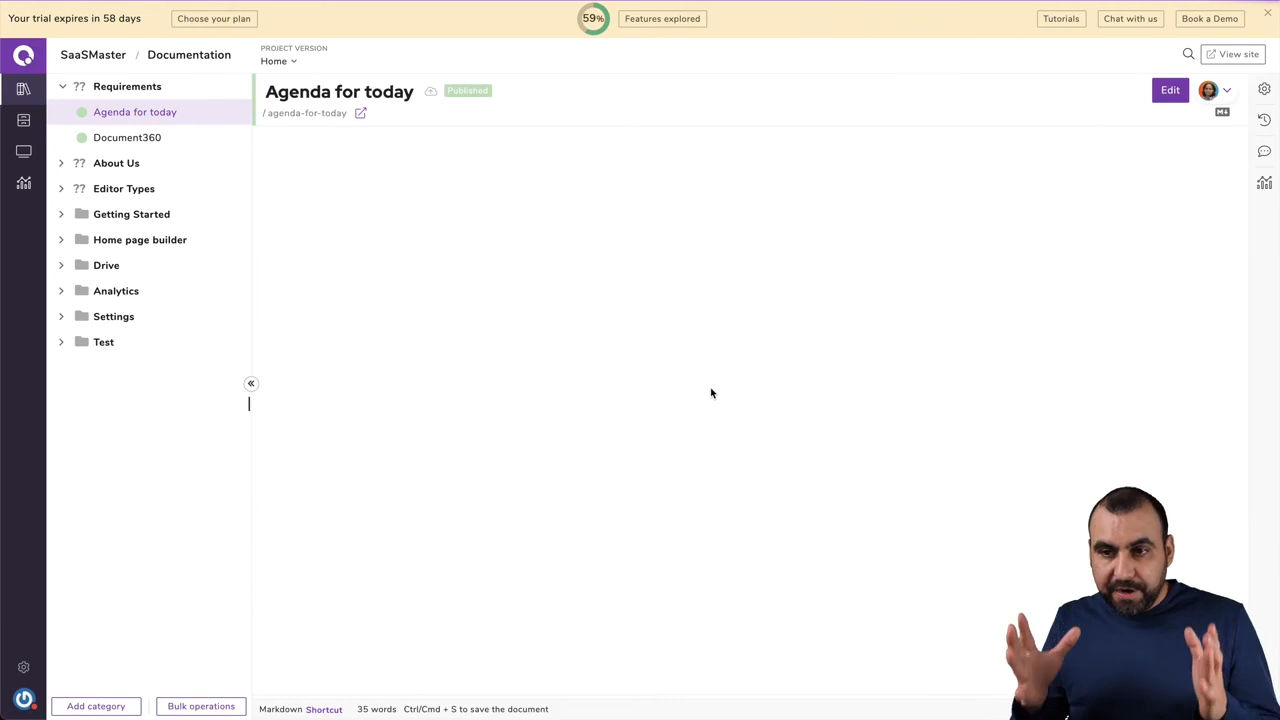 Your trial expires in 58 days
Choose your plan
59%
Features explored
Tutorials
Chat with us
Book a Demo
SaaSMaster / Documentation
PROJECT VERSION
Home
View site
?? Requirements
Agenda for today
Document360
?? About Us
?? Editor Types
Getting Started
Home page builder
Drive
Analytics
Settings
Test
Add category
Bulk operations
Agenda for today
Published
/ agenda-for-today
Edit
M
Markdown Shortcut 35 words Ctrl/Cmd + S to save the document